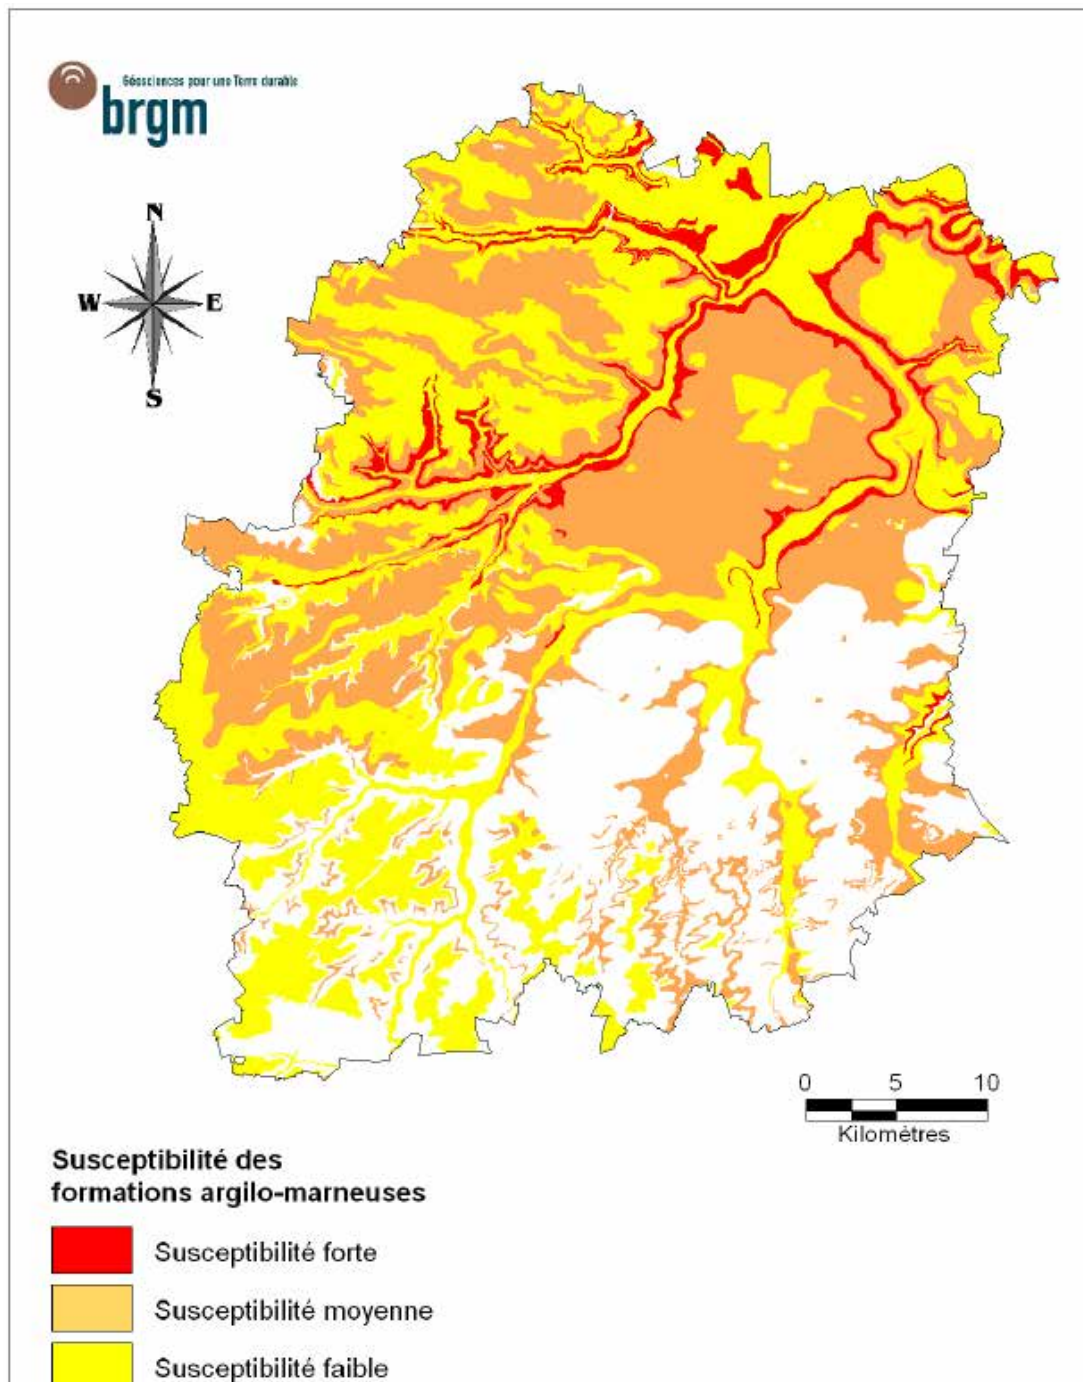 Géosciences pour une Terre durable
brgm
N
W
E
S
0 5 10
Kilomètres
Susceptibilité des
formations argilo-marneuses
Susceptibilité forte
Susceptibilité moyenne
Susceptibilité faible